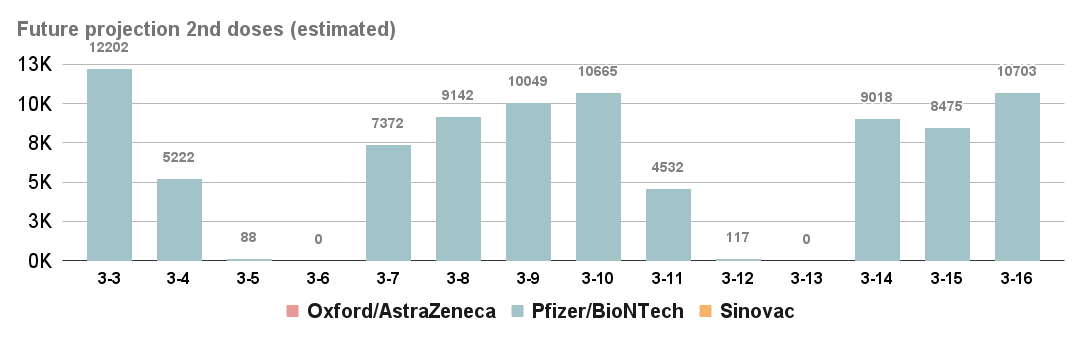 Future projection 2nd doses (estimated)
12202
13K
10703
10665
10049
10K
9142
9018
8475
7372
8K
5222
4532
5K
3K
88
0
117
0
0K
3-3 3-4 3-5 3-6 3-7 3-8 3-9 3-10 3-11 3-12 3-13 3-14 3-15 3-16
Oxford/AstraZeneca Pfizer/BioNTech Sinovac